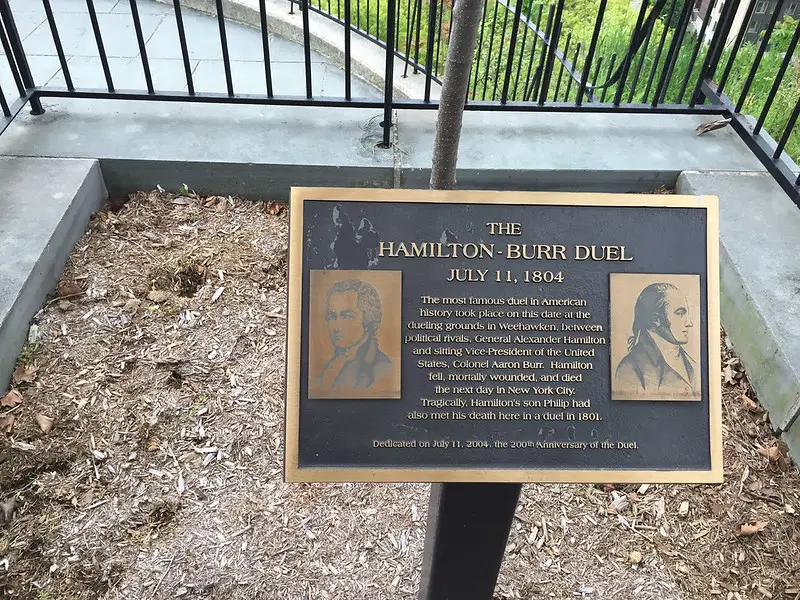 THE
HAMILTON-BURR DUEL
JULY 11, 1804
The most famous duel in American
history took place on this date at the
dueling grounds in Weehawken, between
political rivals, General Alexander Hamilton
and sitting Vice-President of the United
States, Colonel Aaron Burr. Hamilton
fell, mortally wounded, and died
the next day in New York City.
Tragically, Hamilton's son Philip had
also met his death here in a duel in 1801.
Dedicated on July 11, 2004, the 200th Anniversary of the Duel.